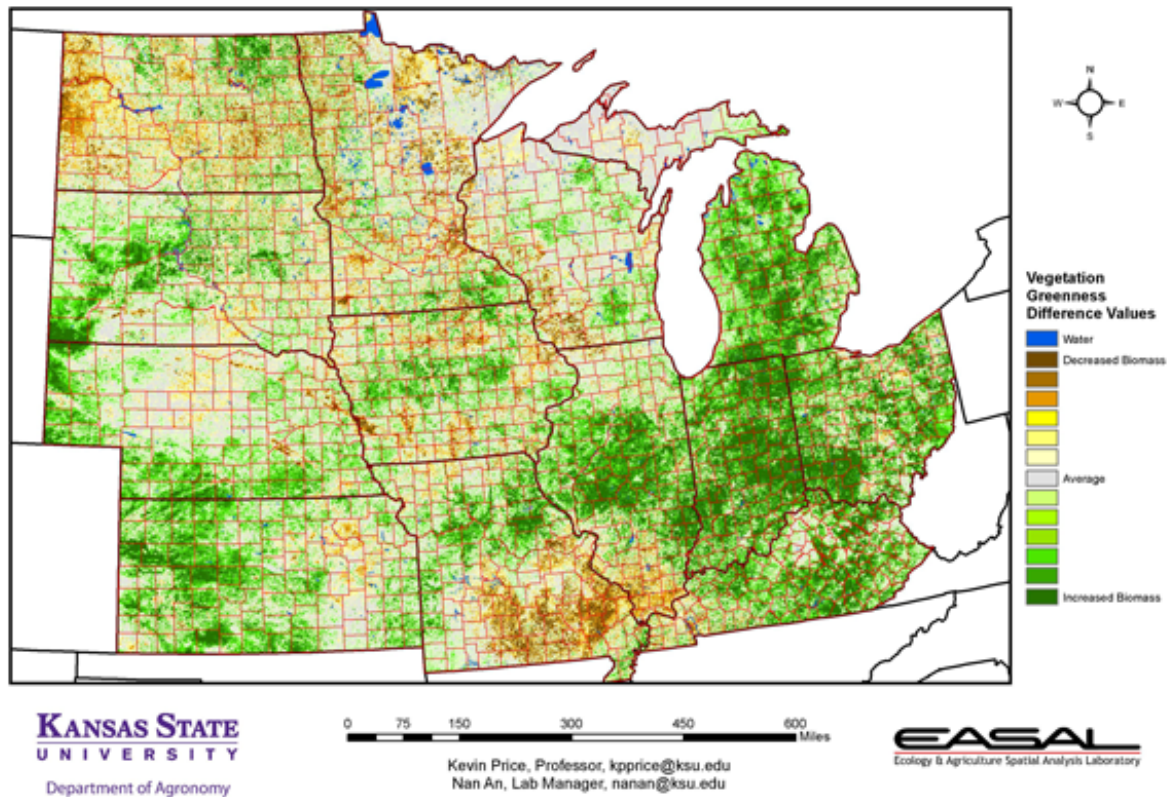 N
W
E
S
Vegetation
Greenness
Difference Values
Water
Decreased Biomass
Average
Increased Biomass
KANSAS STATE
UNIVERSITY
Department of Agronomy
0 75 150 300 450 600
Miles
Kevin Price, Professor, kpprice@ksu.edu
Nan An, Lab Manager, nanan@ksu.edu
EASAL
Ecology & Agriculture Spatial Analysis Laboratory